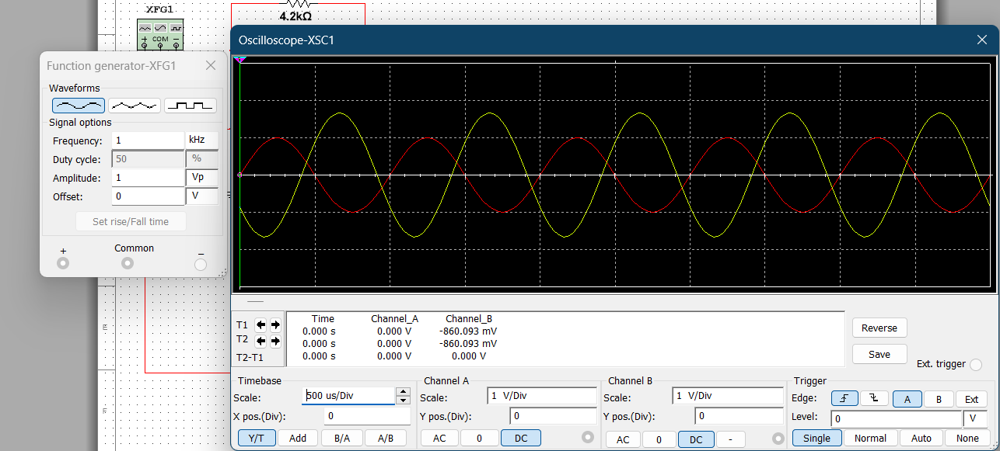 XFG1
COM
4.2kΩ
Oscilloscope-XSC1
Function generator-XFG1
Waveforms
Signal options
Frequency: 1 kHz
Duty cycle: 50 %
Amplitude: 1 Vp
Offset: 0 V
Set rise/Fall time
+ Common −
E
F
Time Channel_A Channel_B
T1 0.000 s 0.000 V -860.093 mV
T2 0.000 s 0.000 V -860.093 mV
T2-T1 0.000 s 0.000 V 0.000 V
Reverse
Save
Ext. trigger
Timebase
Scale: 500 us/Div
X pos.(Div): 0
Y/T Add B/A A/B
Channel A
Scale: 1 V/Div
Y pos.(Div): 0
AC 0 DC
Channel B
Scale: 1 V/Div
Y pos.(Div): 0
AC 0 DC -
Trigger
Edge: A B Ext
Level: 0 V
Single Normal Auto None